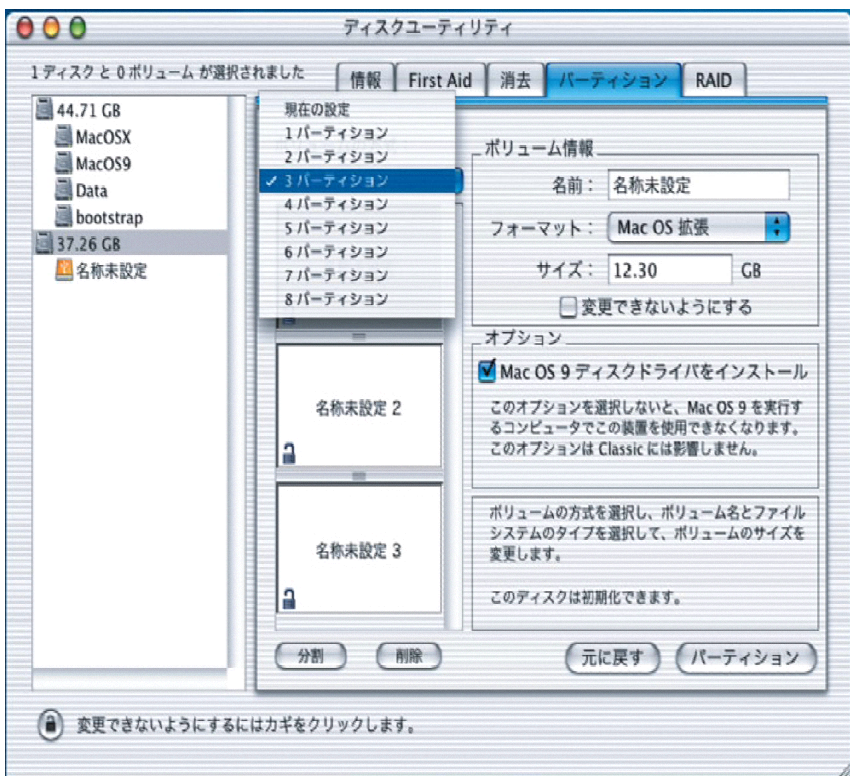 ディスクユーティリティ
1 ディスク と 0 ボリューム が選択されました
情報
First Aid
消去
パーティション
RAID
44.71 GB
MacOSX
MacOS9
Data
bootstrap
37.26 GB
名称未設定
現在の設定
1 パーティション
2 パーティション
✓ 3 パーティション
4 パーティション
5 パーティション
6 パーティション
7 パーティション
8 パーティション
名称未設定 2
名称未設定 3
分割
削除
ボリューム情報
名前： 名称未設定
フォーマット： Mac OS 拡張
サイズ： 12.30 GB
変更できないようにする
オプション
Mac OS 9 ディスクドライバをインストール
このオプションを選択しないと、Mac OS 9 を実行す
るコンピュータでこの装置を使用できなくなります。
このオプションは Classic には影響しません。
ボリュームの方式を選択し、ボリューム名とファイル
システムのタイプを選択して、ボリュームのサイズを
変更します。
このディスクは初期化できます。
元に戻す
パーティション
変更できないようにするにはカギをクリックします。